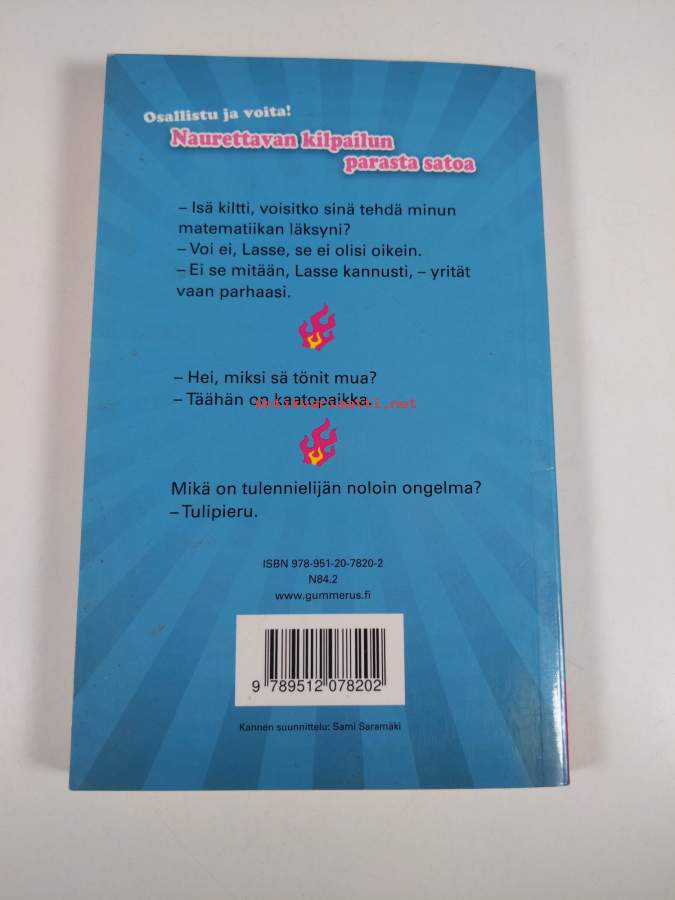 Osallistu ja voita!
Naurettavan kilpailun
parasta satoa
– Isä kiltti, voisitko sinä tehdä minun
matematiikan läksyni?
– Voi ei, Lasse, se ei olisi oikein.
– Ei se mitään, Lasse kannusti, – yrität
vaan parhaasi.
– Hei, miksi sä tönit mua?
– Täähän on kaatopaikka.
Mikä on tulennielijän noloin ongelma?
– Tulipieru.
ISBN 978-951-20-7820-2
N84.2
www.gummerus.fi
9 789512 078202
Kannen suunnittelu: Sami Saramäki